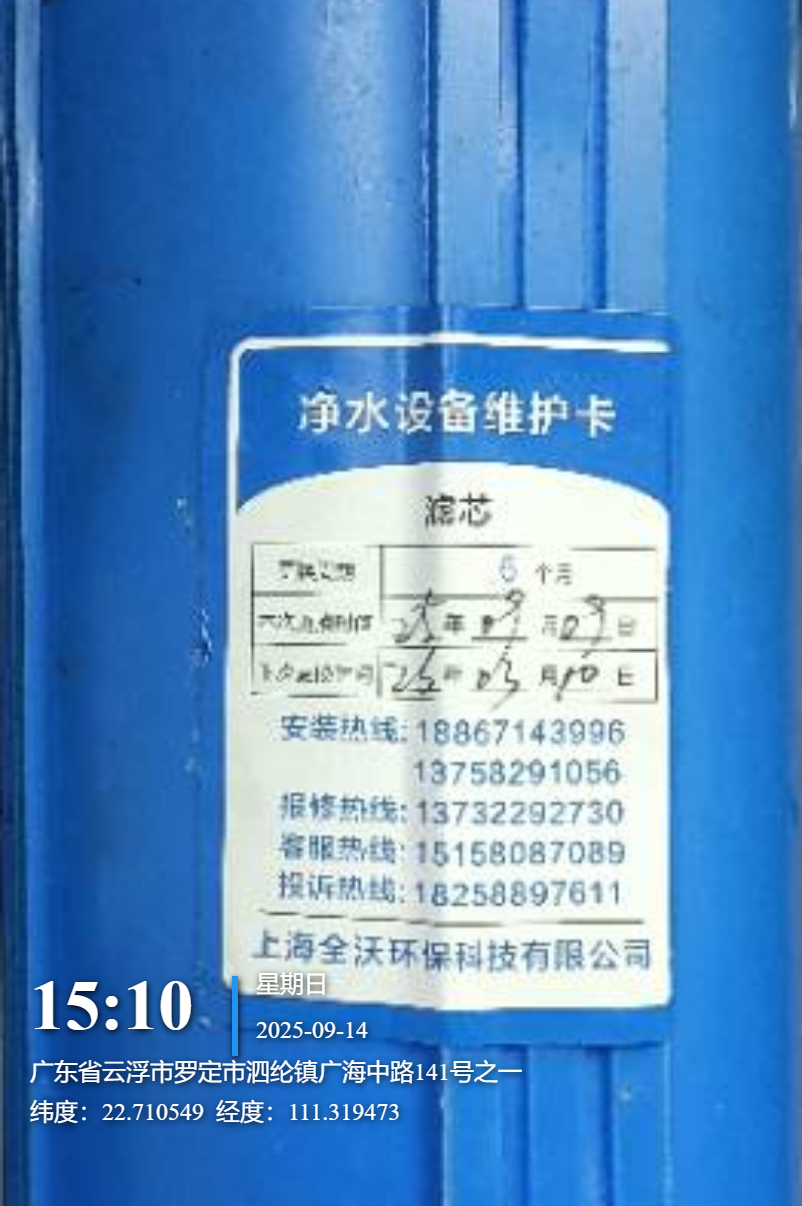 净水设备维护卡
滤芯
6 个月
25 年 09 月 09 日
年 月 10 日
安装热线: 18867143996
13758291056
报修热线: 13732292730
客服热线: 15158087089
投诉热线: 18258897611
上海全沃环保科技有限公司
15:10
星期日
2025-09-14
广东省云浮市罗定市泗纶镇广海中路141号之一
纬度：22.710549 经度：111.319473